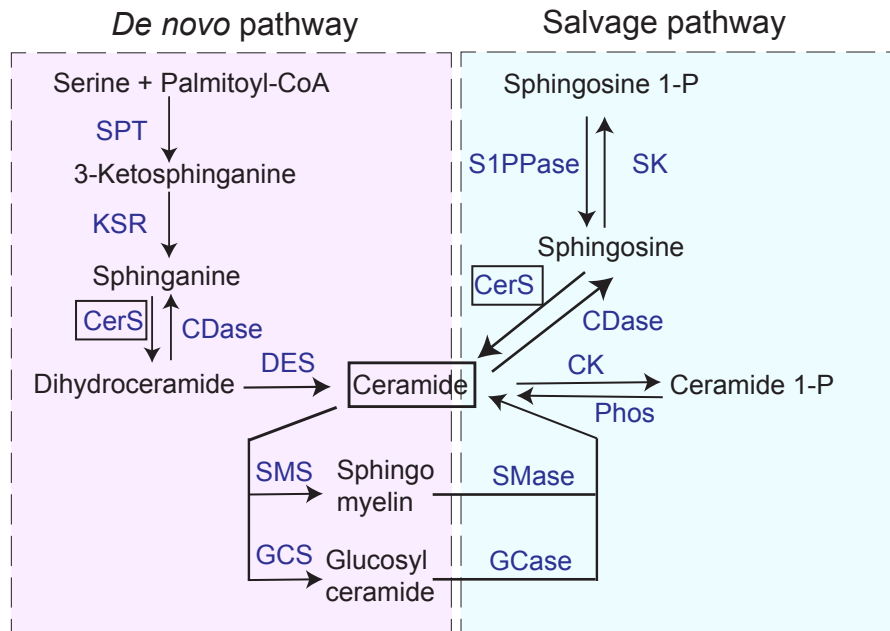 De novo pathway
Salvage pathway
Serine + Palmitoyl-CoA
SPT
3-Ketosphinganine
KSR
Sphinganine
CerS
CDase
Dihydroceramide
DES
Ceramide
SMS
Sphingo
myelin
GCS
Glucosyl
ceramide
Sphingosine 1-P
S1PPase
SK
Sphingosine
CerS
CDase
CK
Ceramide 1-P
Phos
SMase
GCase